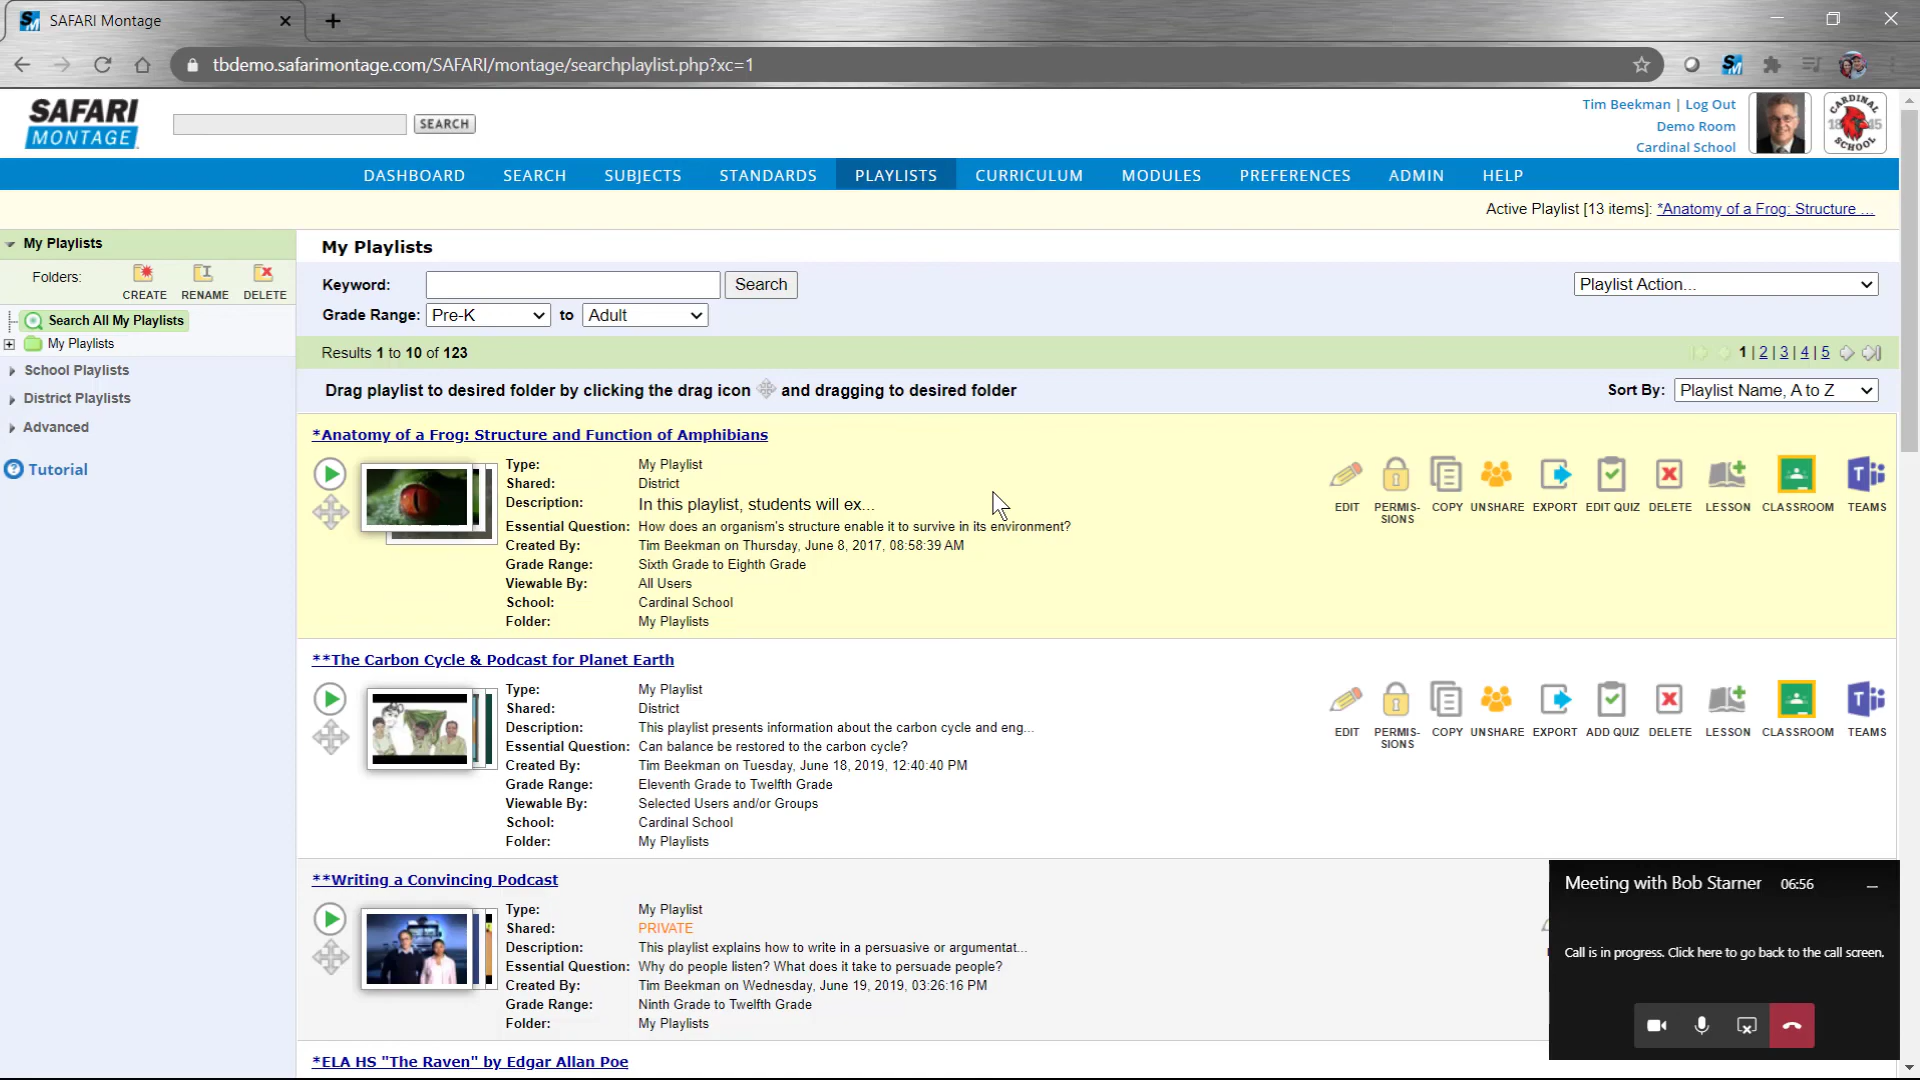 SAFARI Montage
tbdemo.safarimontage.com/SAFARI/montage/searchplaylist.php?xc=1
SAFARI
MONTAGE
SEARCH
Tim Beekman | Log Out
Demo Room
Cardinal School
CARDINAL
SCHOOL
DASHBOARD SEARCH SUBJECTS STANDARDS PLAYLISTS CURRICULUM MODULES PREFERENCES ADMIN HELP
Active Playlist [13 items]: *Anatomy of a Frog: Structure ...
My Playlists
Folders:
CREATE RENAME DELETE
Search All My Playlists
My Playlists
School Playlists
District Playlists
Advanced
Tutorial
My Playlists
Keyword: Search
Playlist Action...
Grade Range: Pre-K to Adult
Results 1 to 10 of 123
1 | 2 | 3 | 4 | 5
Drag playlist to desired folder by clicking the drag icon and dragging to desired folder
Sort By: Playlist Name, A to Z
*Anatomy of a Frog: Structure and Function of Amphibians
Type: My Playlist
Shared: District
Description: In this playlist, students will ex...
Essential Question: How does an organism's structure enable it to survive in its environment?
Created By: Tim Beekman on Thursday, June 8, 2017, 08:58:39 AM
Grade Range: Sixth Grade to Eighth Grade
Viewable By: All Users
School: Cardinal School
Folder: My Playlists
EDIT PERMIS-SIONS COPY UNSHARE EXPORT EDIT QUIZ DELETE LESSON CLASSROOM TEAMS
**The Carbon Cycle & Podcast for Planet Earth
Type: My Playlist
Shared: District
Description: This playlist presents information about the carbon cycle and eng...
Essential Question: Can balance be restored to the carbon cycle?
Created By: Tim Beekman on Tuesday, June 18, 2019, 12:40:40 PM
Grade Range: Eleventh Grade to Twelfth Grade
Viewable By: Selected Users and/or Groups
School: Cardinal School
Folder: My Playlists
EDIT PERMIS-SIONS COPY UNSHARE EXPORT ADD QUIZ DELETE LESSON CLASSROOM TEAMS
**Writing a Convincing Podcast
Type: My Playlist
Shared: PRIVATE
Description: This playlist explains how to write in a persuasive or argumentat...
Essential Question: Why do people listen? What does it take to persuade people?
Created By: Tim Beekman on Wednesday, June 19, 2019, 03:26:16 PM
Grade Range: Ninth Grade to Twelfth Grade
Folder: My Playlists
*ELA HS "The Raven" by Edgar Allan Poe
Meeting with Bob Starner 06:56
Call is in progress. Click here to go back to the call screen.